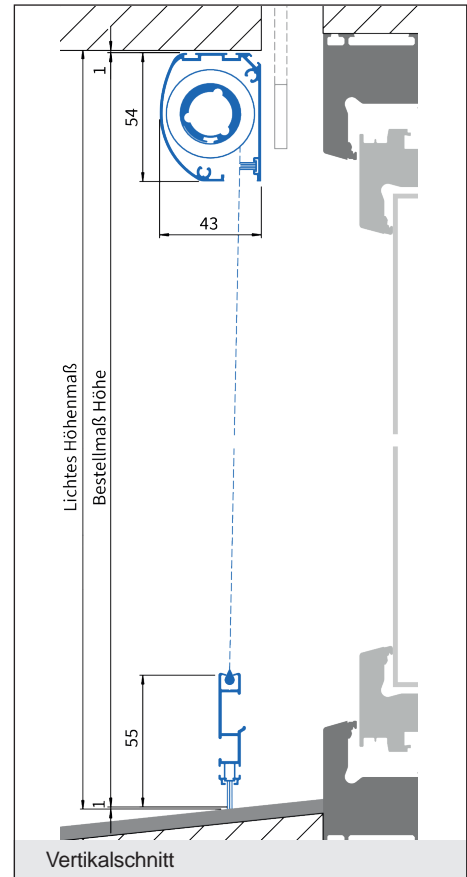 1
54
43
Lichtes Höhenmaß
Bestellmaß Höhe
55
1
Vertikalschnitt